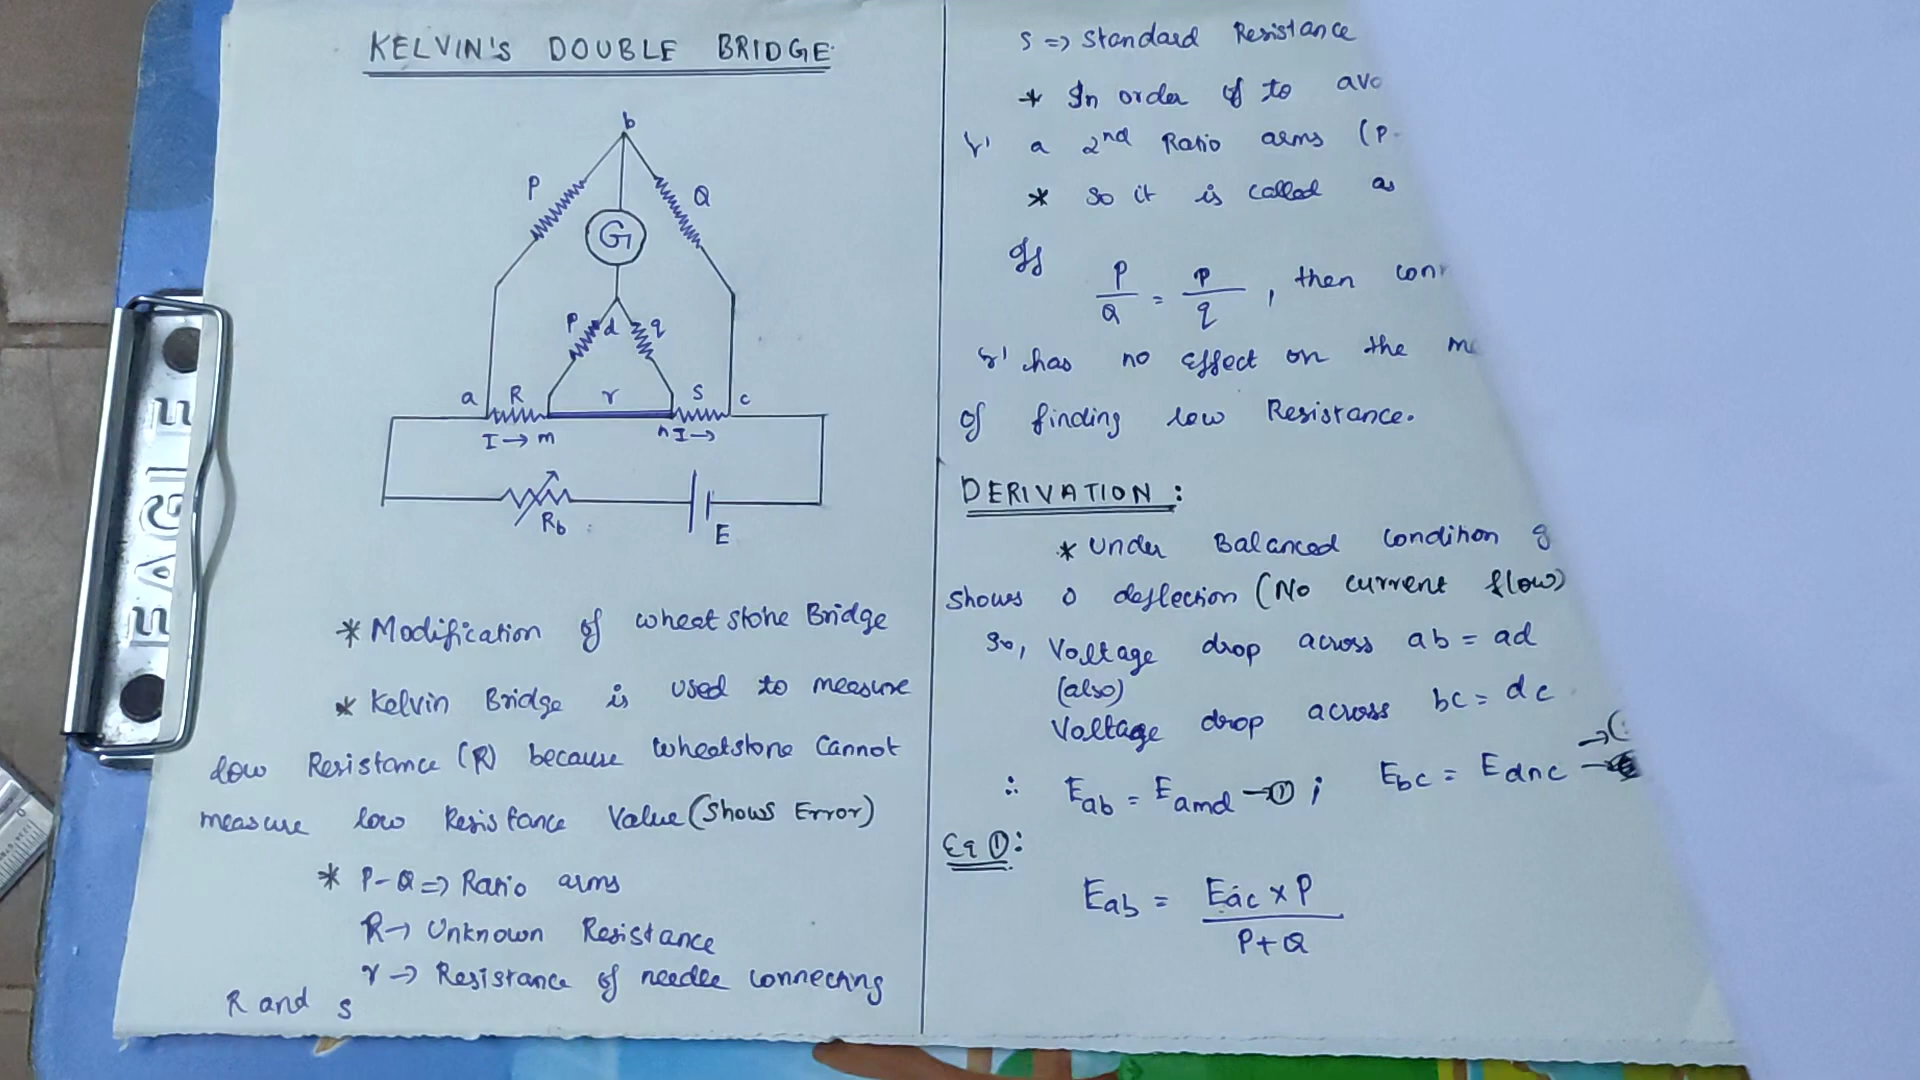 KELVIN'S DOUBLE BRIDGE
b
P
Q
G
P
d
q
a
R
r
S
c
I → m
n I →
Rb
E
* Modification of wheatstone Bridge
* Kelvin Bridge is used to measure
low Resistance (R) because wheatstone cannot
measure low Resistance Value (Shows Error)
* P-Q => Ratio arms
R → Unknown Resistance
r → Resistance of needle connecting
R and S
S => Standard Resistance
* In order to
'r' a 2nd Ratio arms (P-
* So it is called as
If P/Q = p/q , then
'r' has no effect on the
of finding low Resistance.
DERIVATION :
* Under Balanced condition g
shows 0 deflection (No current flow)
So, Voltage drop across ab = ad
(also)
Voltage drop across bc = dc
∴ Eab = Eamd → ① ; Ebc = Ednc →
Eq ①:
Eab = Eac × P / P+Q
EAGLE